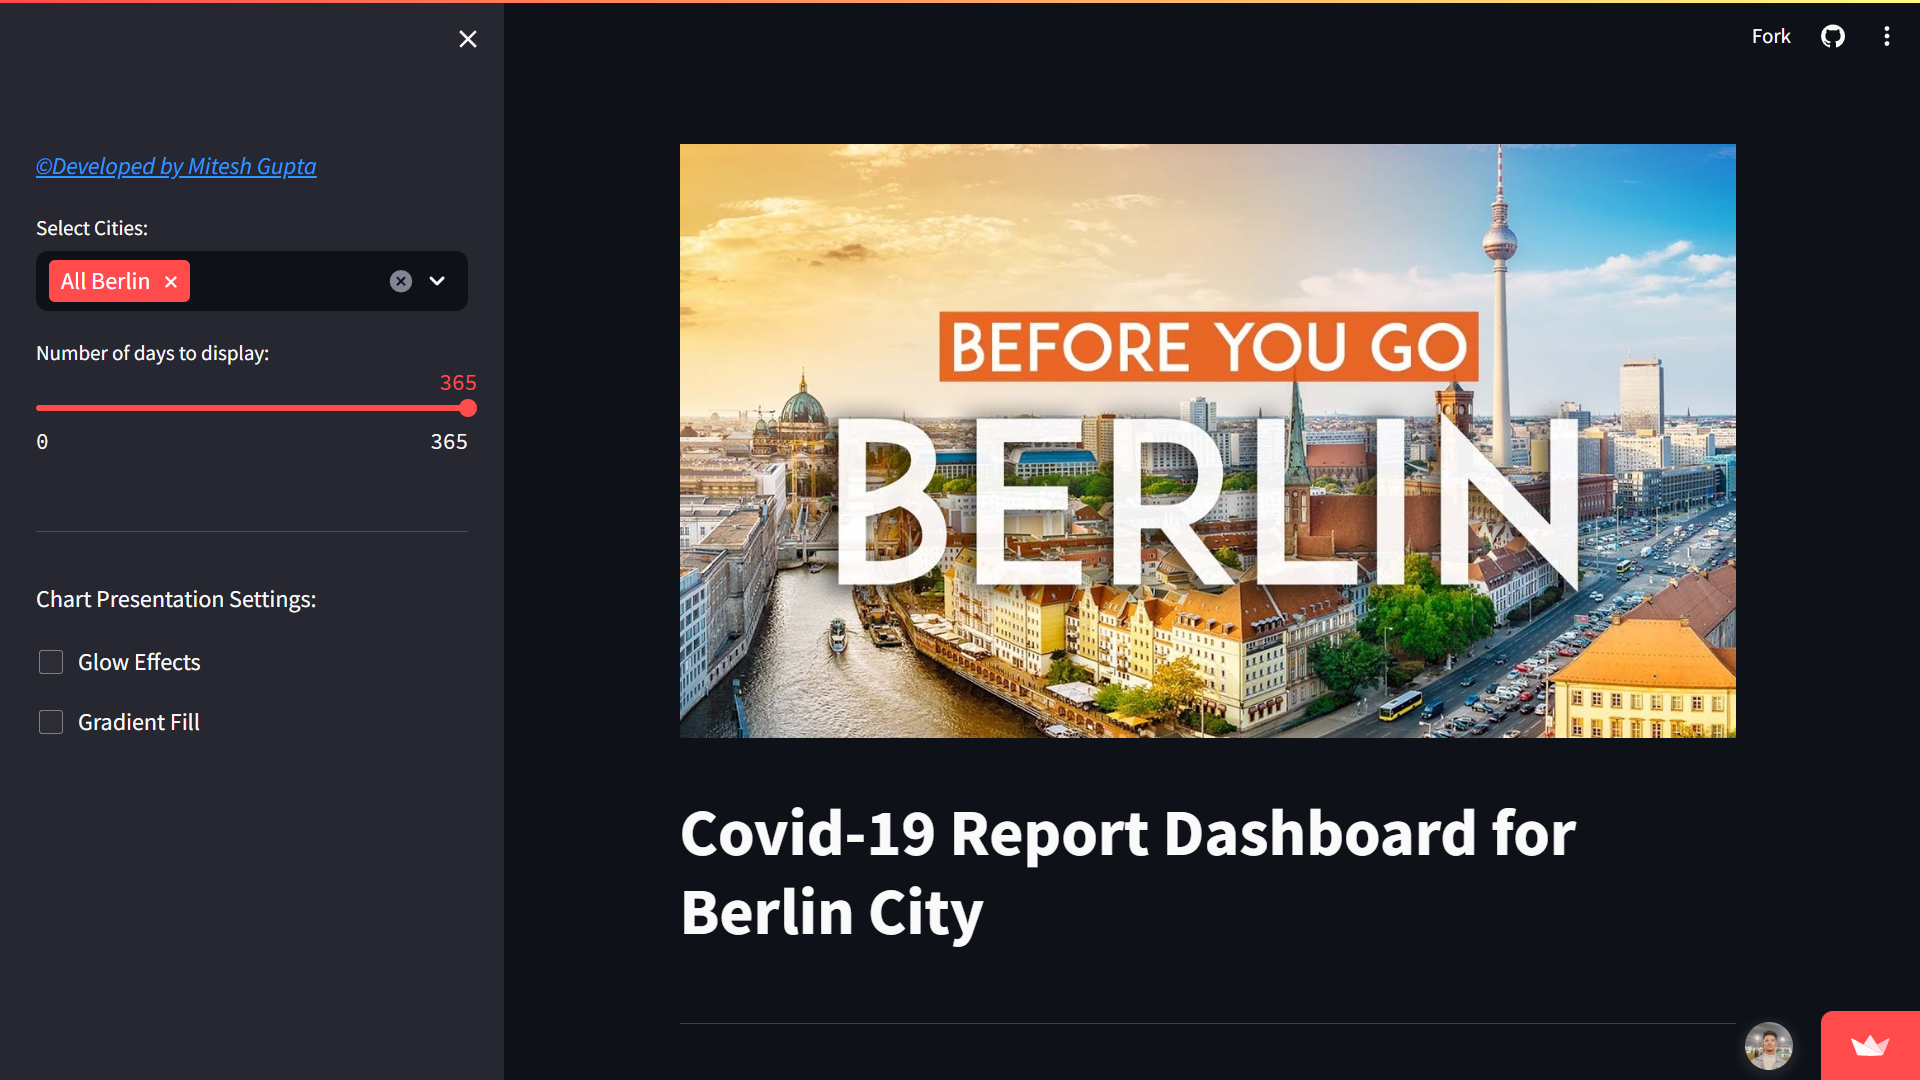 Fork
©Developed by Mitesh Gupta
Select Cities:
All Berlin
Number of days to display:
365
0
365
Chart Presentation Settings:
Glow Effects
Gradient Fill
BEFORE YOU GO
BERLIN
Covid-19 Report Dashboard for
Berlin City